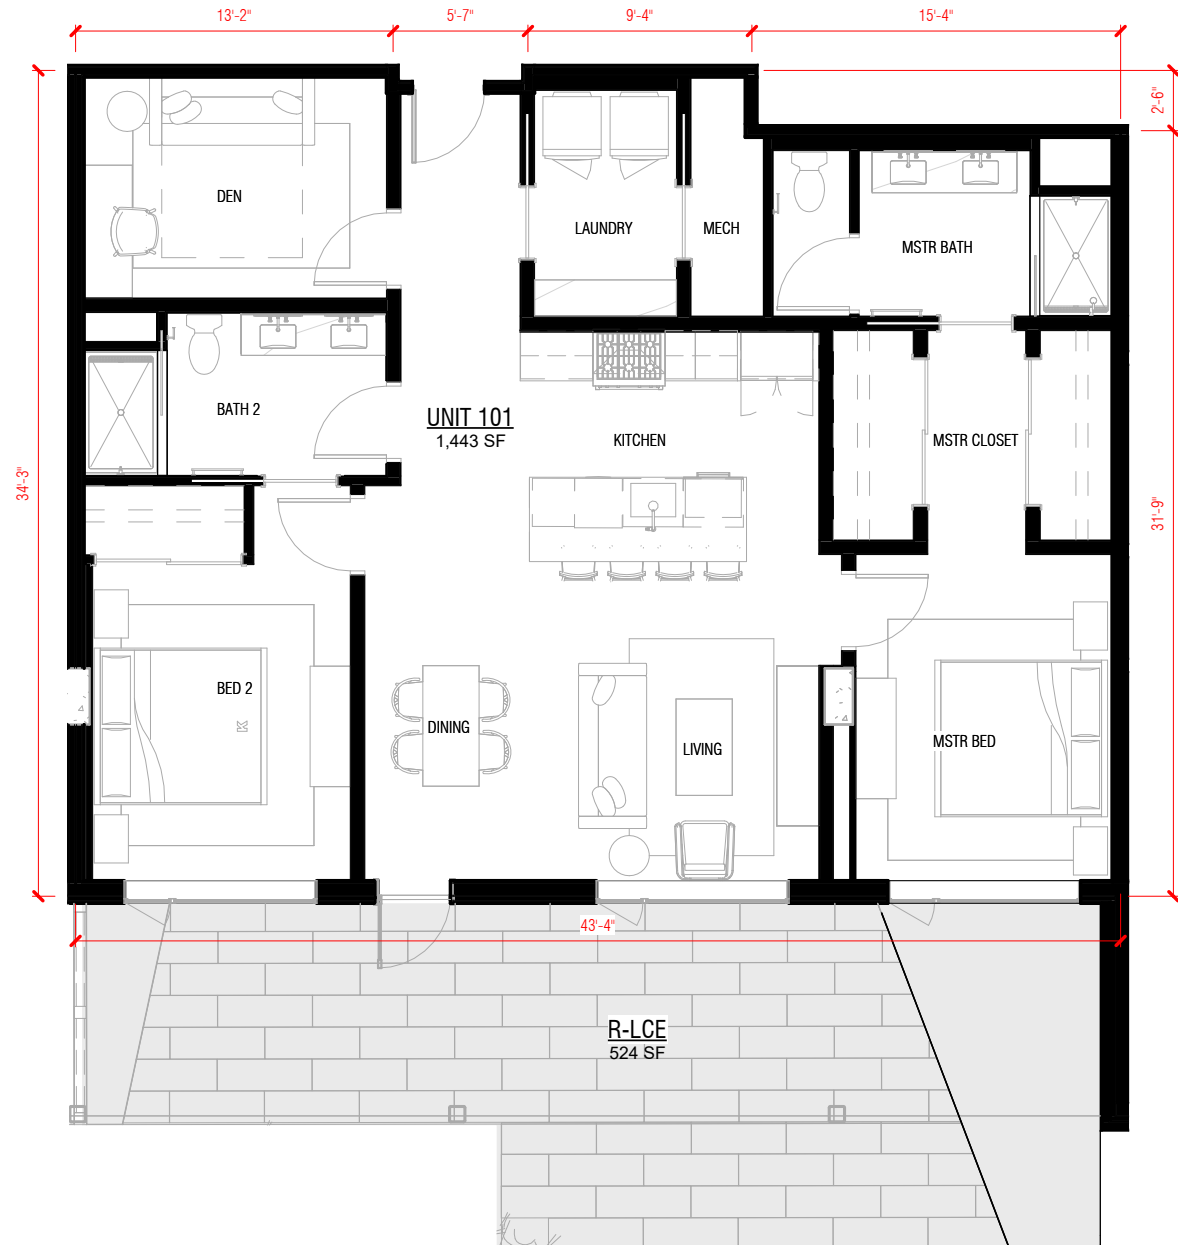 13'-2"
5'-7"
9'-4"
15'-4"
2'-6"
DEN
LAUNDRY
MECH
MSTR BATH
BATH 2
UNIT 101
1,443 SF
KITCHEN
MSTR CLOSET
34'-3"
31'-9"
BED 2
DINING
LIVING
MSTR BED
43'-4"
R-LCE
524 SF